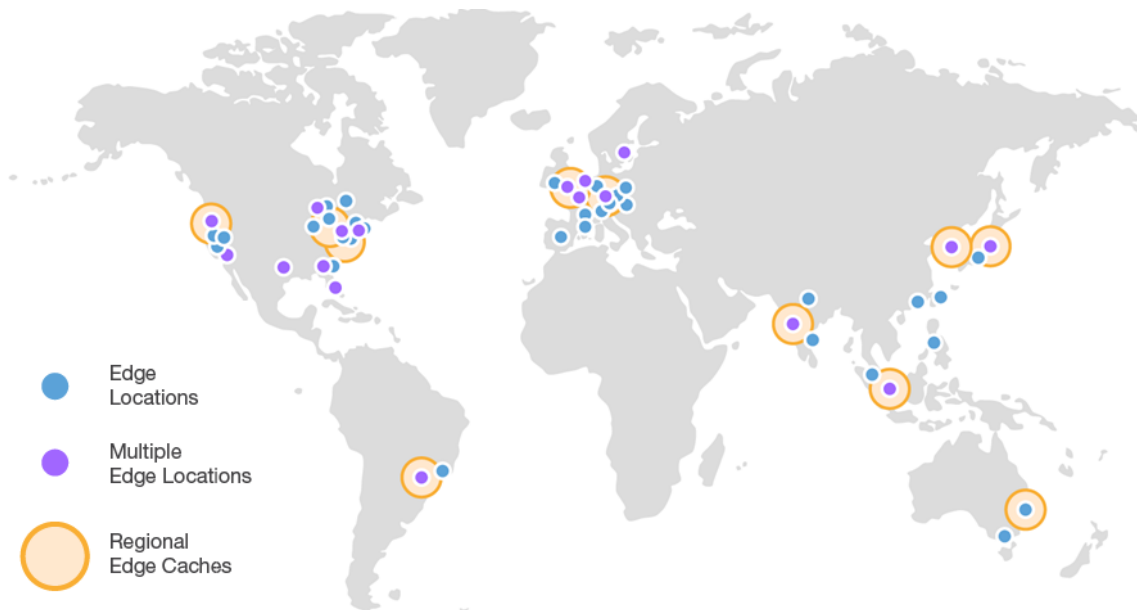 Edge
Locations
Multiple
Edge Locations
Regional
Edge Caches